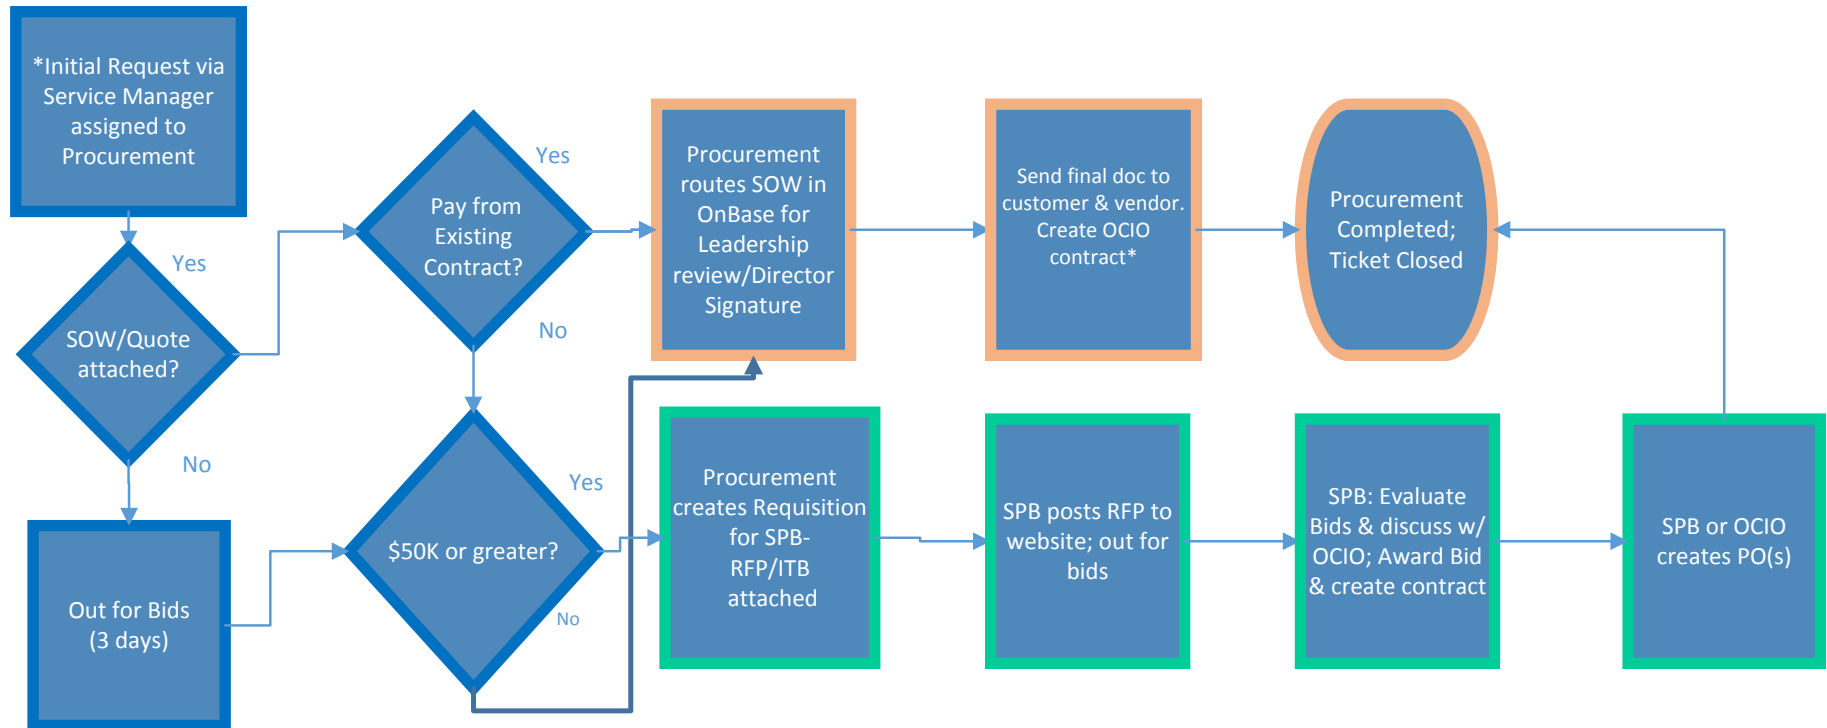 *Initial Request via
Service Manager
assigned to
Procurement
Yes
SOW/Quote
attached?
No
Out for Bids
(3 days)
Yes
Pay from
Existing
Contract?
No
$50K or greater?
Yes
No
Procurement
routes SOW in
OnBase for
Leadership
review/Director
Signature
Send final doc to
customer & vendor.
Create OCIO
contract*
Procurement
Completed;
Ticket Closed
Procurement
creates Requisition
for SPB-
RFP/ITB
attached
SPB posts RFP to
website; out for
bids
SPB: Evaluate
Bids & discuss w/
OCIO; Award Bid
& create contract
SPB or OCIO
creates PO(s)